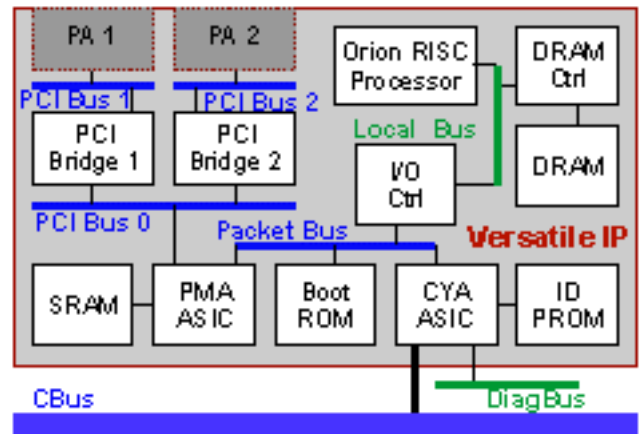 PA 1
PA 2
Orion RISC
Processor
DRAM
Ctrl
PCI Bus 1
PCI Bus 2
Local Bus
PCI
Bridge 1
PCI
Bridge 2
I/O
Ctrl
DRAM
PCI Bus 0
Packet Bus
Versatile IP
SRAM
PMA
ASIC
Boot
ROM
CYA
ASIC
ID
PROM
CBus
DiagBus